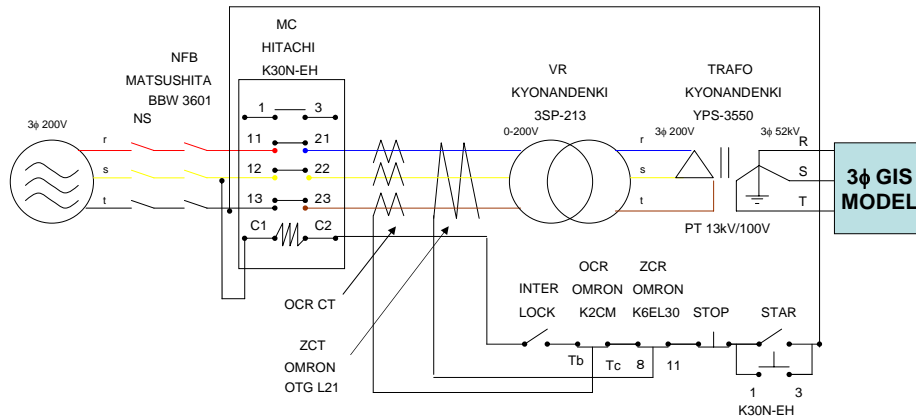 MC
HITACHI
K30N-EH
NFB
MATSUSHITA
BBW 3601
NS
VR
KYONANDENKI
3SP-213
TRAFO
KYONANDENKI
YPS-3550
3ϕ 200V
1 3
r
11 21
s
12 22
t
13 23
C1 C2
0-200V
3ϕ 200V
3ϕ 52kV
r
s
t
R
S
T
3ϕ GIS
MODEL
PT 13kV/100V
OCR CT
ZCT
OMRON
OTG L21
INTER
LOCK
OCR
OMRON
K2CM
ZCR
OMRON
K6EL30
STOP
STAR
Tb
Tc
8
11
1 3
K30N-EH